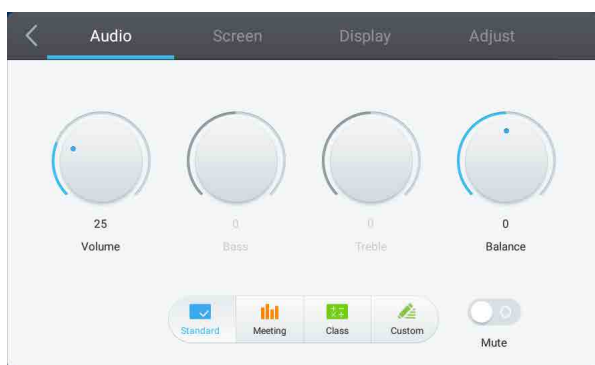 Audio Screen Display Adjust
25 0 0 0
Volume Bass Treble Balance
Standard Meeting Class Custom
Mute